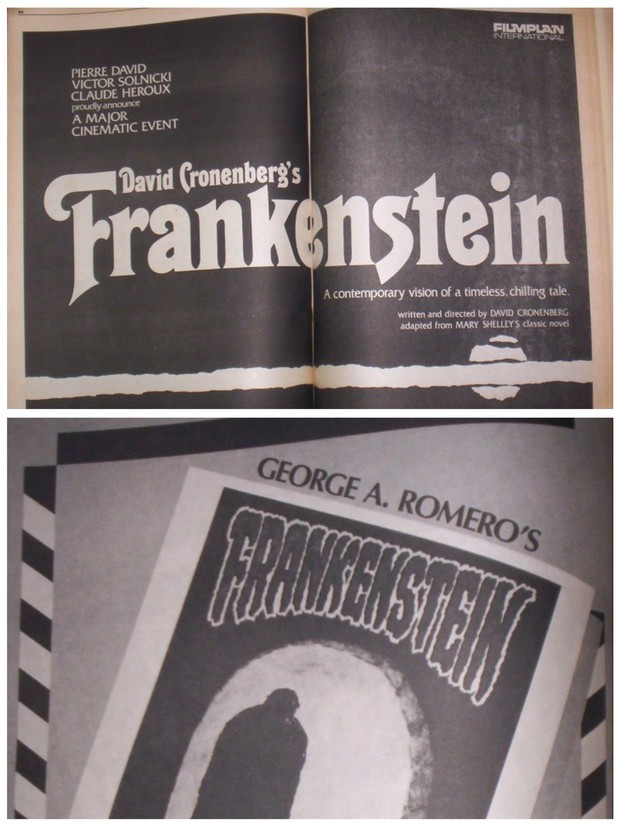 FILMPLAN
INTERNATIONAL
PIERRE DAVID
VICTOR SOLNICKI
CLAUDE HEROUX
proudly announce
A MAJOR
CINEMATIC EVENT
David Cronenberg's
Frankenstein
A contemporary vision of a timeless, chilling tale.
written and directed by DAVID CRONENBERG
adapted from MARY SHELLEY'S classic novel
GEORGE A. ROMERO'S
FRANKENSTEIN